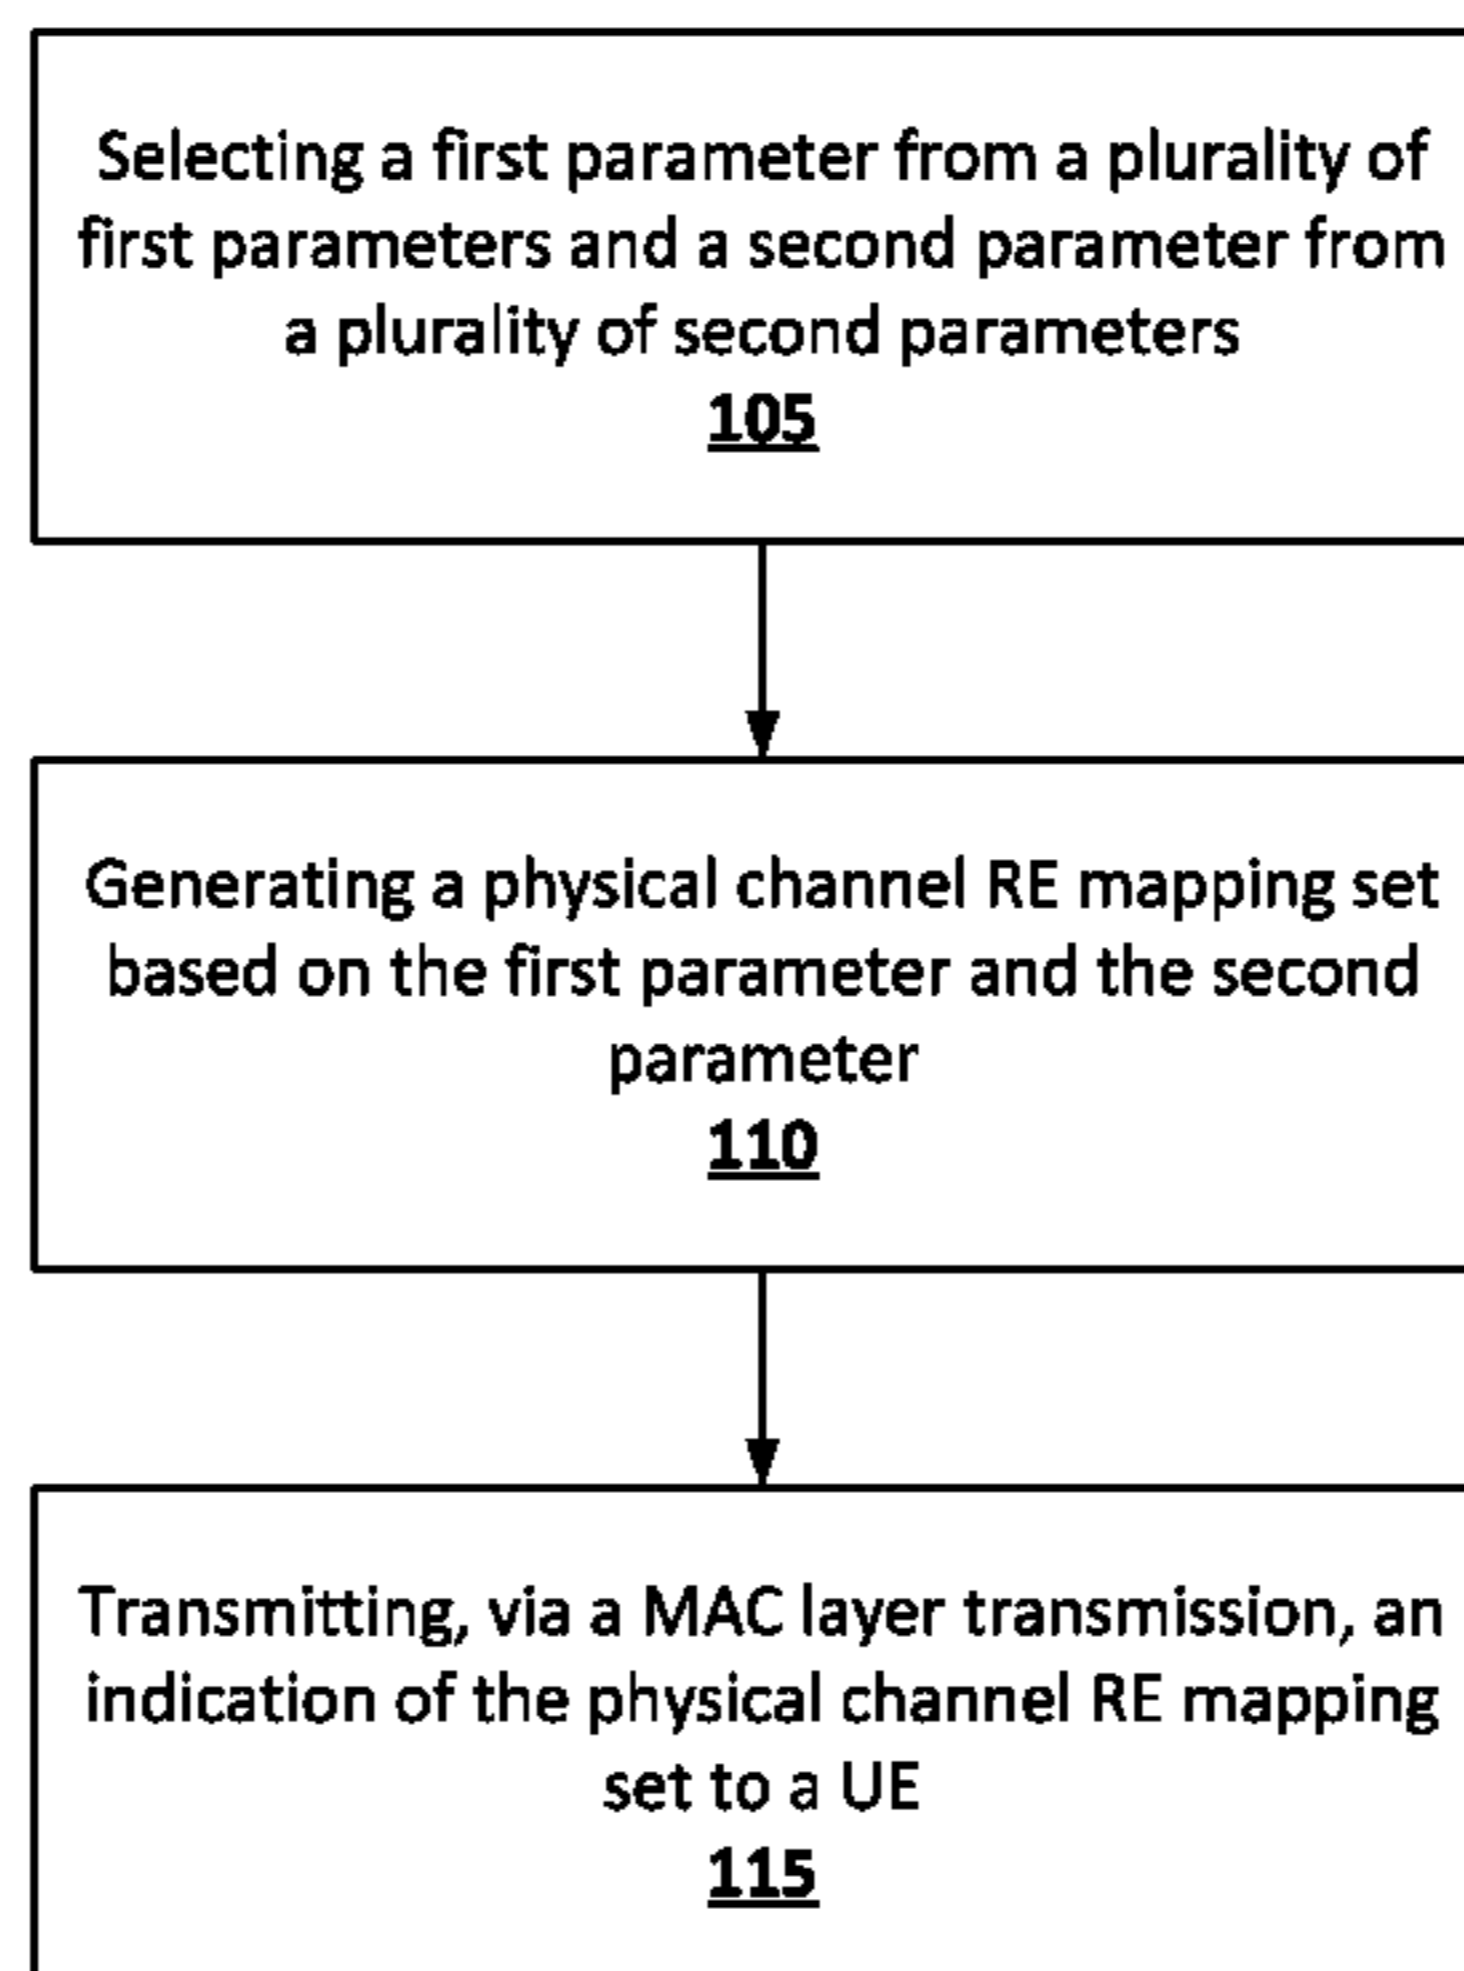 Selecting a first parameter from a plurality of
first parameters and a second parameter from
a plurality of second parameters
105
Generating a physical channel RE mapping set
based on the first parameter and the second
parameter
110
Transmitting, via a MAC layer transmission, an
indication of the physical channel RE mapping
set to a UE
115